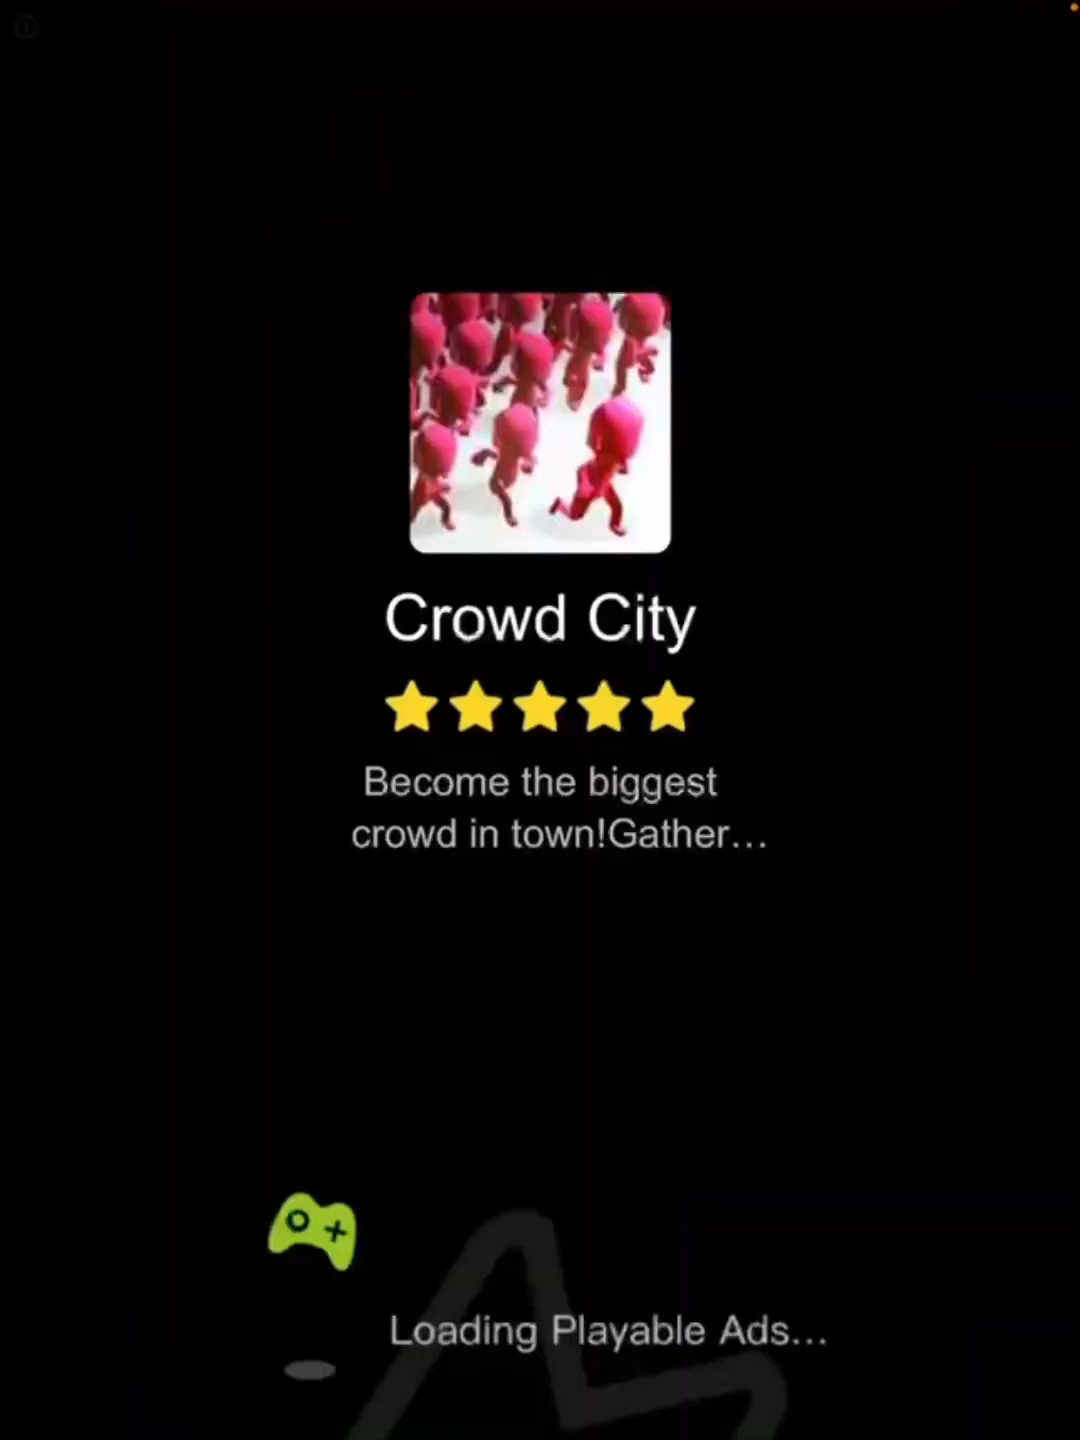 Crowd City
Become the biggest
crowd in town!Gather...
Loading Playable Ads...